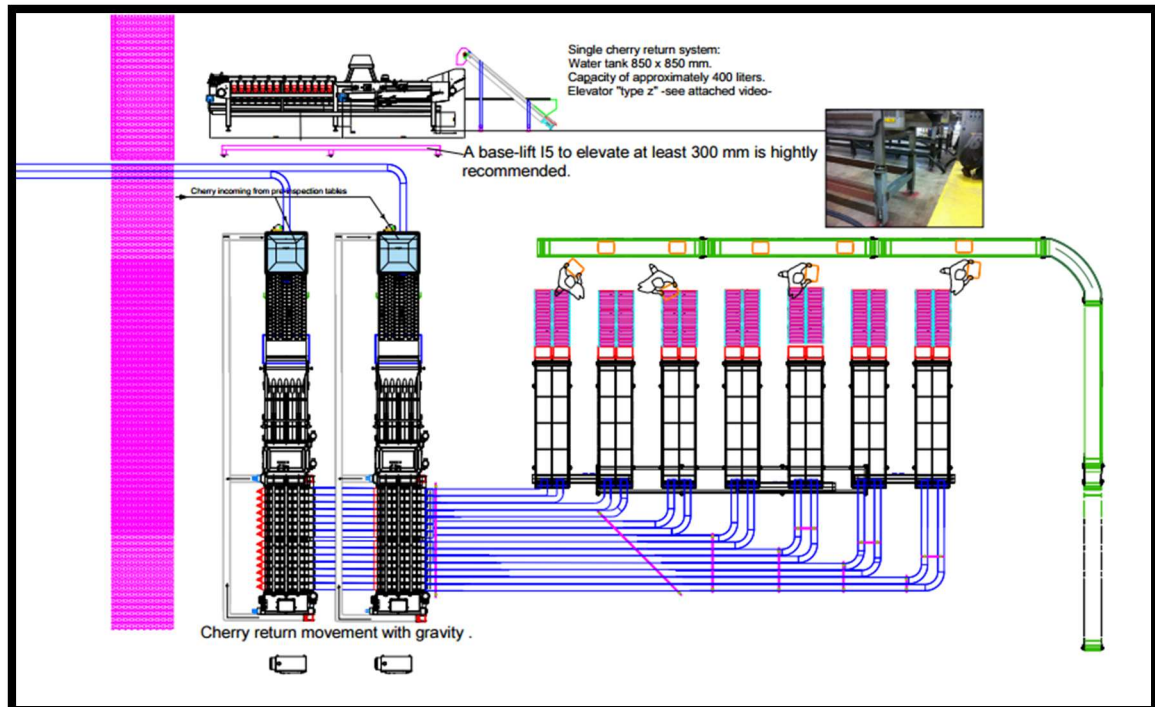 Single cherry return system:
Water tank 850 x 850 mm.
Capacity of approximately 400 liters.
Elevator "type z" -see attached video-
A base-lift I5 to elevate at least 300 mm is hightly
recommended.
Cherry incoming from pre-inspection tables
Cherry return movement with gravity .